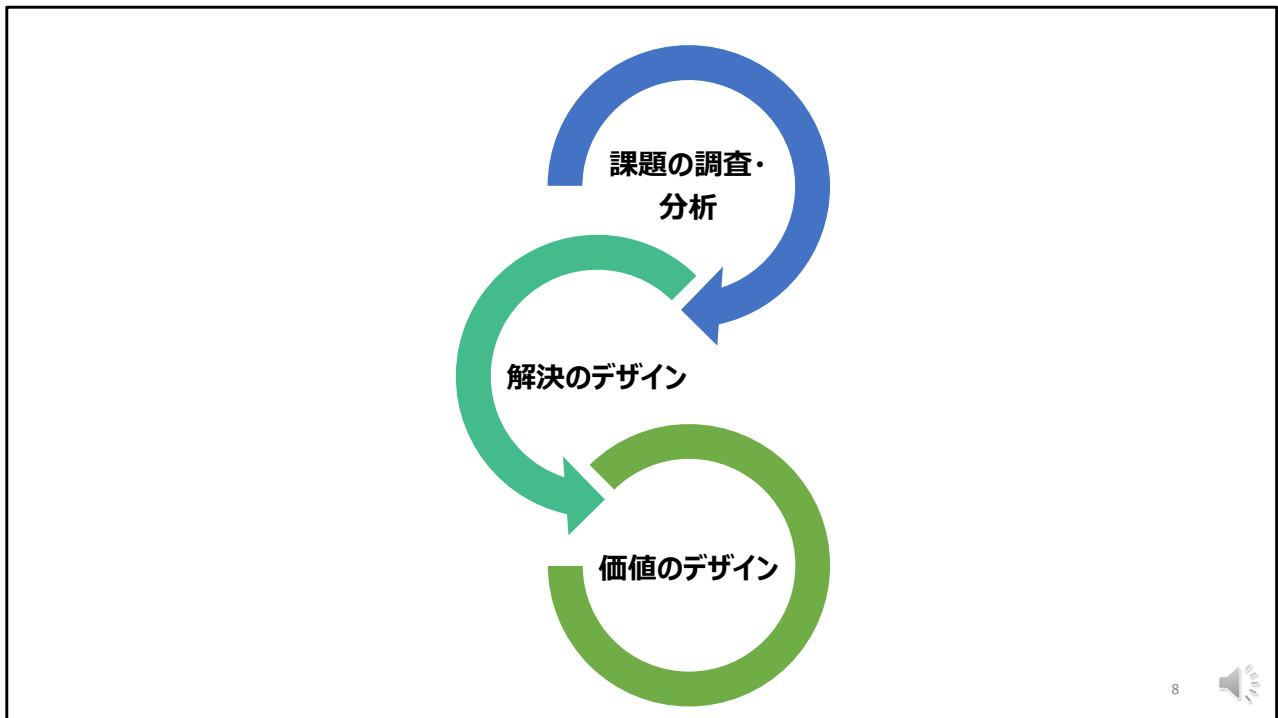 課題の調査・
分析
解決のデザイン
価値のデザイン
8